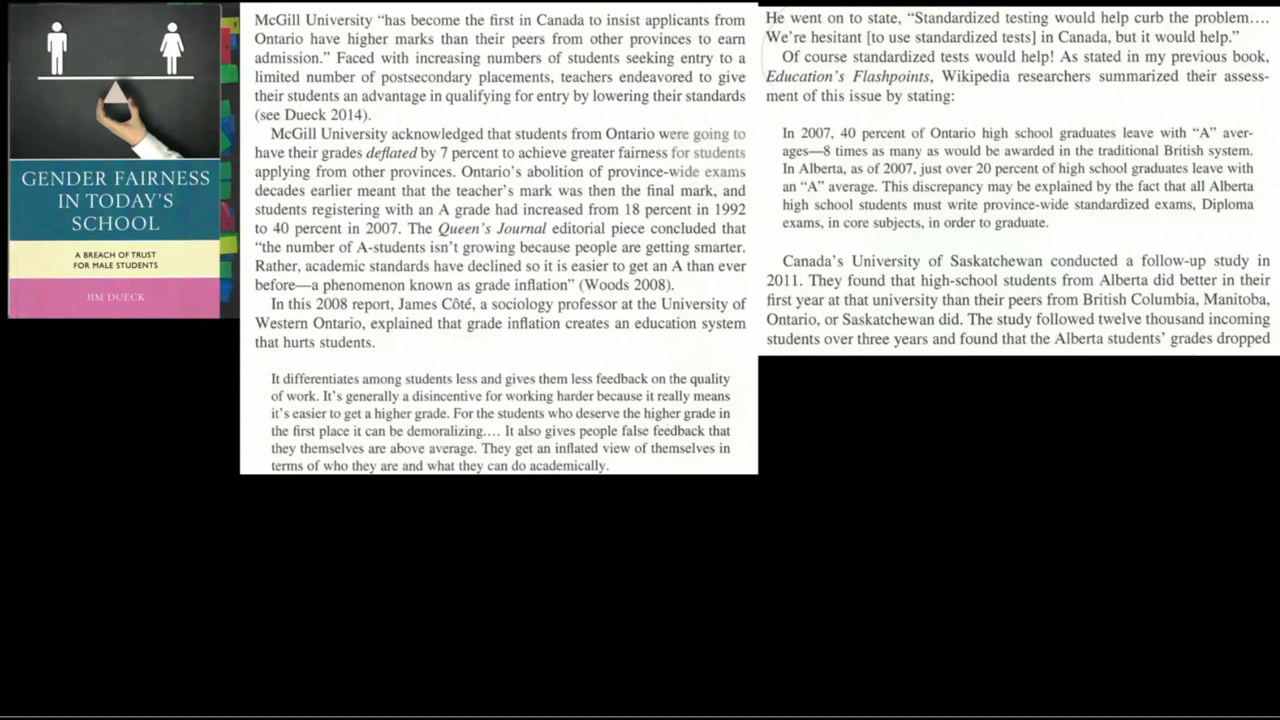 GENDER FAIRNESS
IN TODAY'S
SCHOOL
A BREACH OF TRUST
FOR MALE STUDENTS
JIM DUECK
McGill University “has become the first in Canada to insist applicants from
Ontario have higher marks than their peers from other provinces to earn
admission.” Faced with increasing numbers of students seeking entry to a
limited number of postsecondary placements, teachers endeavored to give
their students an advantage in qualifying for entry by lowering their standards
(see Dueck 2014).
McGill University acknowledged that students from Ontario were going to
have their grades deflated by 7 percent to achieve greater fairness for students
applying from other provinces. Ontario's abolition of province-wide exams
decades earlier meant that the teacher's mark was then the final mark, and
students registering with an A grade had increased from 18 percent in 1992
to 40 percent in 2007. The Queen's Journal editorial piece concluded that
“the number of A-students isn't growing because people are getting smarter.
Rather, academic standards have declined so it is easier to get an A than ever
before—a phenomenon known as grade inflation” (Woods 2008).
In this 2008 report, James Côté, a sociology professor at the University of
Western Ontario, explained that grade inflation creates an education system
that hurts students.
It differentiates among students less and gives them less feedback on the quality
of work. It's generally a disincentive for working harder because it really means
it's easier to get a higher grade. For the students who deserve the higher grade in
the first place it can be demoralizing.… It also gives people false feedback that
they themselves are above average. They get an inflated view of themselves in
terms of who they are and what they can do academically.
He went on to state, “Standardized testing would help curb the problem.…
We're hesitant [to use standardized tests] in Canada, but it would help.”
Of course standardized tests would help! As stated in my previous book,
Education's Flashpoints, Wikipedia researchers summarized their assess-
ment of this issue by stating:
In 2007, 40 percent of Ontario high school graduates leave with “A” aver-
ages—8 times as many as would be awarded in the traditional British system.
In Alberta, as of 2007, just over 20 percent of high school graduates leave with
an “A” average. This discrepancy may be explained by the fact that all Alberta
high school students must write province-wide standardized exams, Diploma
exams, in core subjects, in order to graduate.
Canada's University of Saskatchewan conducted a follow-up study in
2011. They found that high-school students from Alberta did better in their
first year at that university than their peers from British Columbia, Manitoba,
Ontario, or Saskatchewan did. The study followed twelve thousand incoming
students over three years and found that the Alberta students' grades dropped